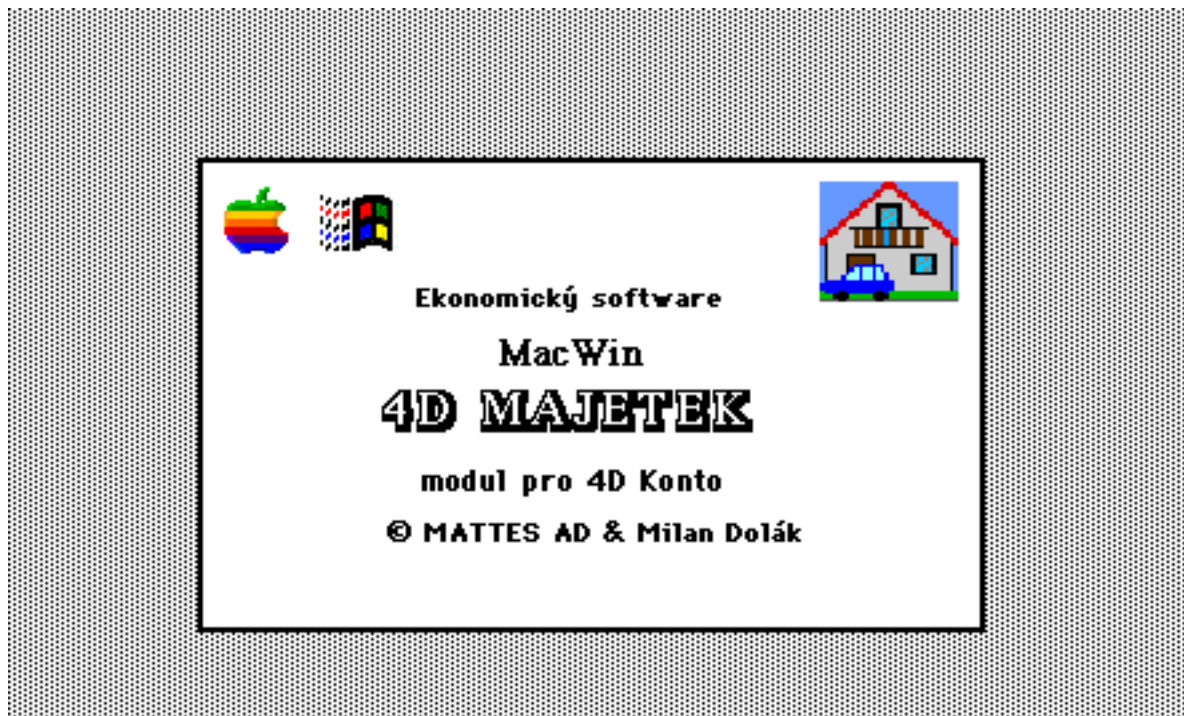 Ekonomický software
MacWin
4D MAJETEK
modul pro 4D Konto
© MATTES AD & Milan Dolák